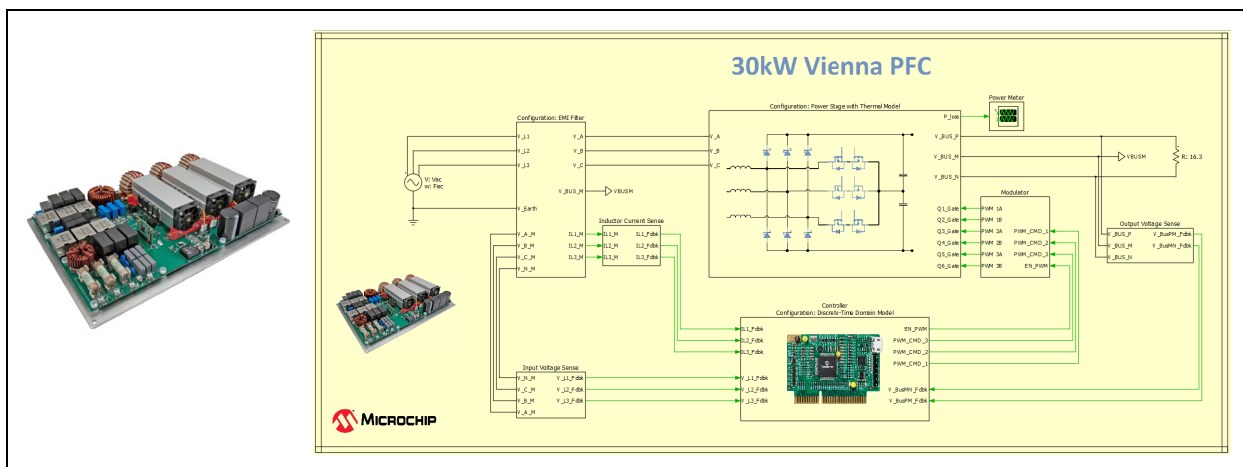 30kW Vienna PFC
Configuration: EMI Filter
V_L1
V_L2
V_L3
V_Earth
V_A_M
V_B_M
V_C_M
V_N_M
V_A
V_B
V_C
V_BUS_M
VBUSM
IL1_M
IL2_M
IL3_M
V: Vac
w: Fac
Inductor Current Sense
IL1_M IL1_Fdbk
IL2_M IL2_Fdbk
IL3_M IL3_Fdbk
Configuration: Power Stage with Thermal Model
V_A
V_B
V_C
P_loss
V_BUS_P
V_BUS_M
V_BUS_N
Q1_Gate
Q2_Gate
Q3_Gate
Q4_Gate
Q5_Gate
Q6_Gate
Power Meter
VBUSM
R: 16.3
Modulator
PWM 1A
PWM 1B
PWM 2A PWM_CMD_1
PWM 2B PWM_CMD_2
PWM 3A PWM_CMD_3
PWM 3B EN_PWM
Output Voltage Sense
V_BUS_P V_BusPM_Fdbk
V_BUS_M V_BusMN_Fdbk
V_BUS_N
Controller
Configuration: Discrete-Time Domain Model
IL1_Fdbk
IL2_Fdbk
IL3_Fdbk
V_L1_Fdbk
V_L2_Fdbk
V_L3_Fdbk
EN_PWM
PWM_CMD_3
PWM_CMD_2
PWM_CMD_1
V_BusMN_Fdbk
V_BusPM_Fdbk
Input Voltage Sense
V_N_M V_L1_Fdbk
V_C_M V_L2_Fdbk
V_B_M V_L3_Fdbk
V_A_M
MICROCHIP